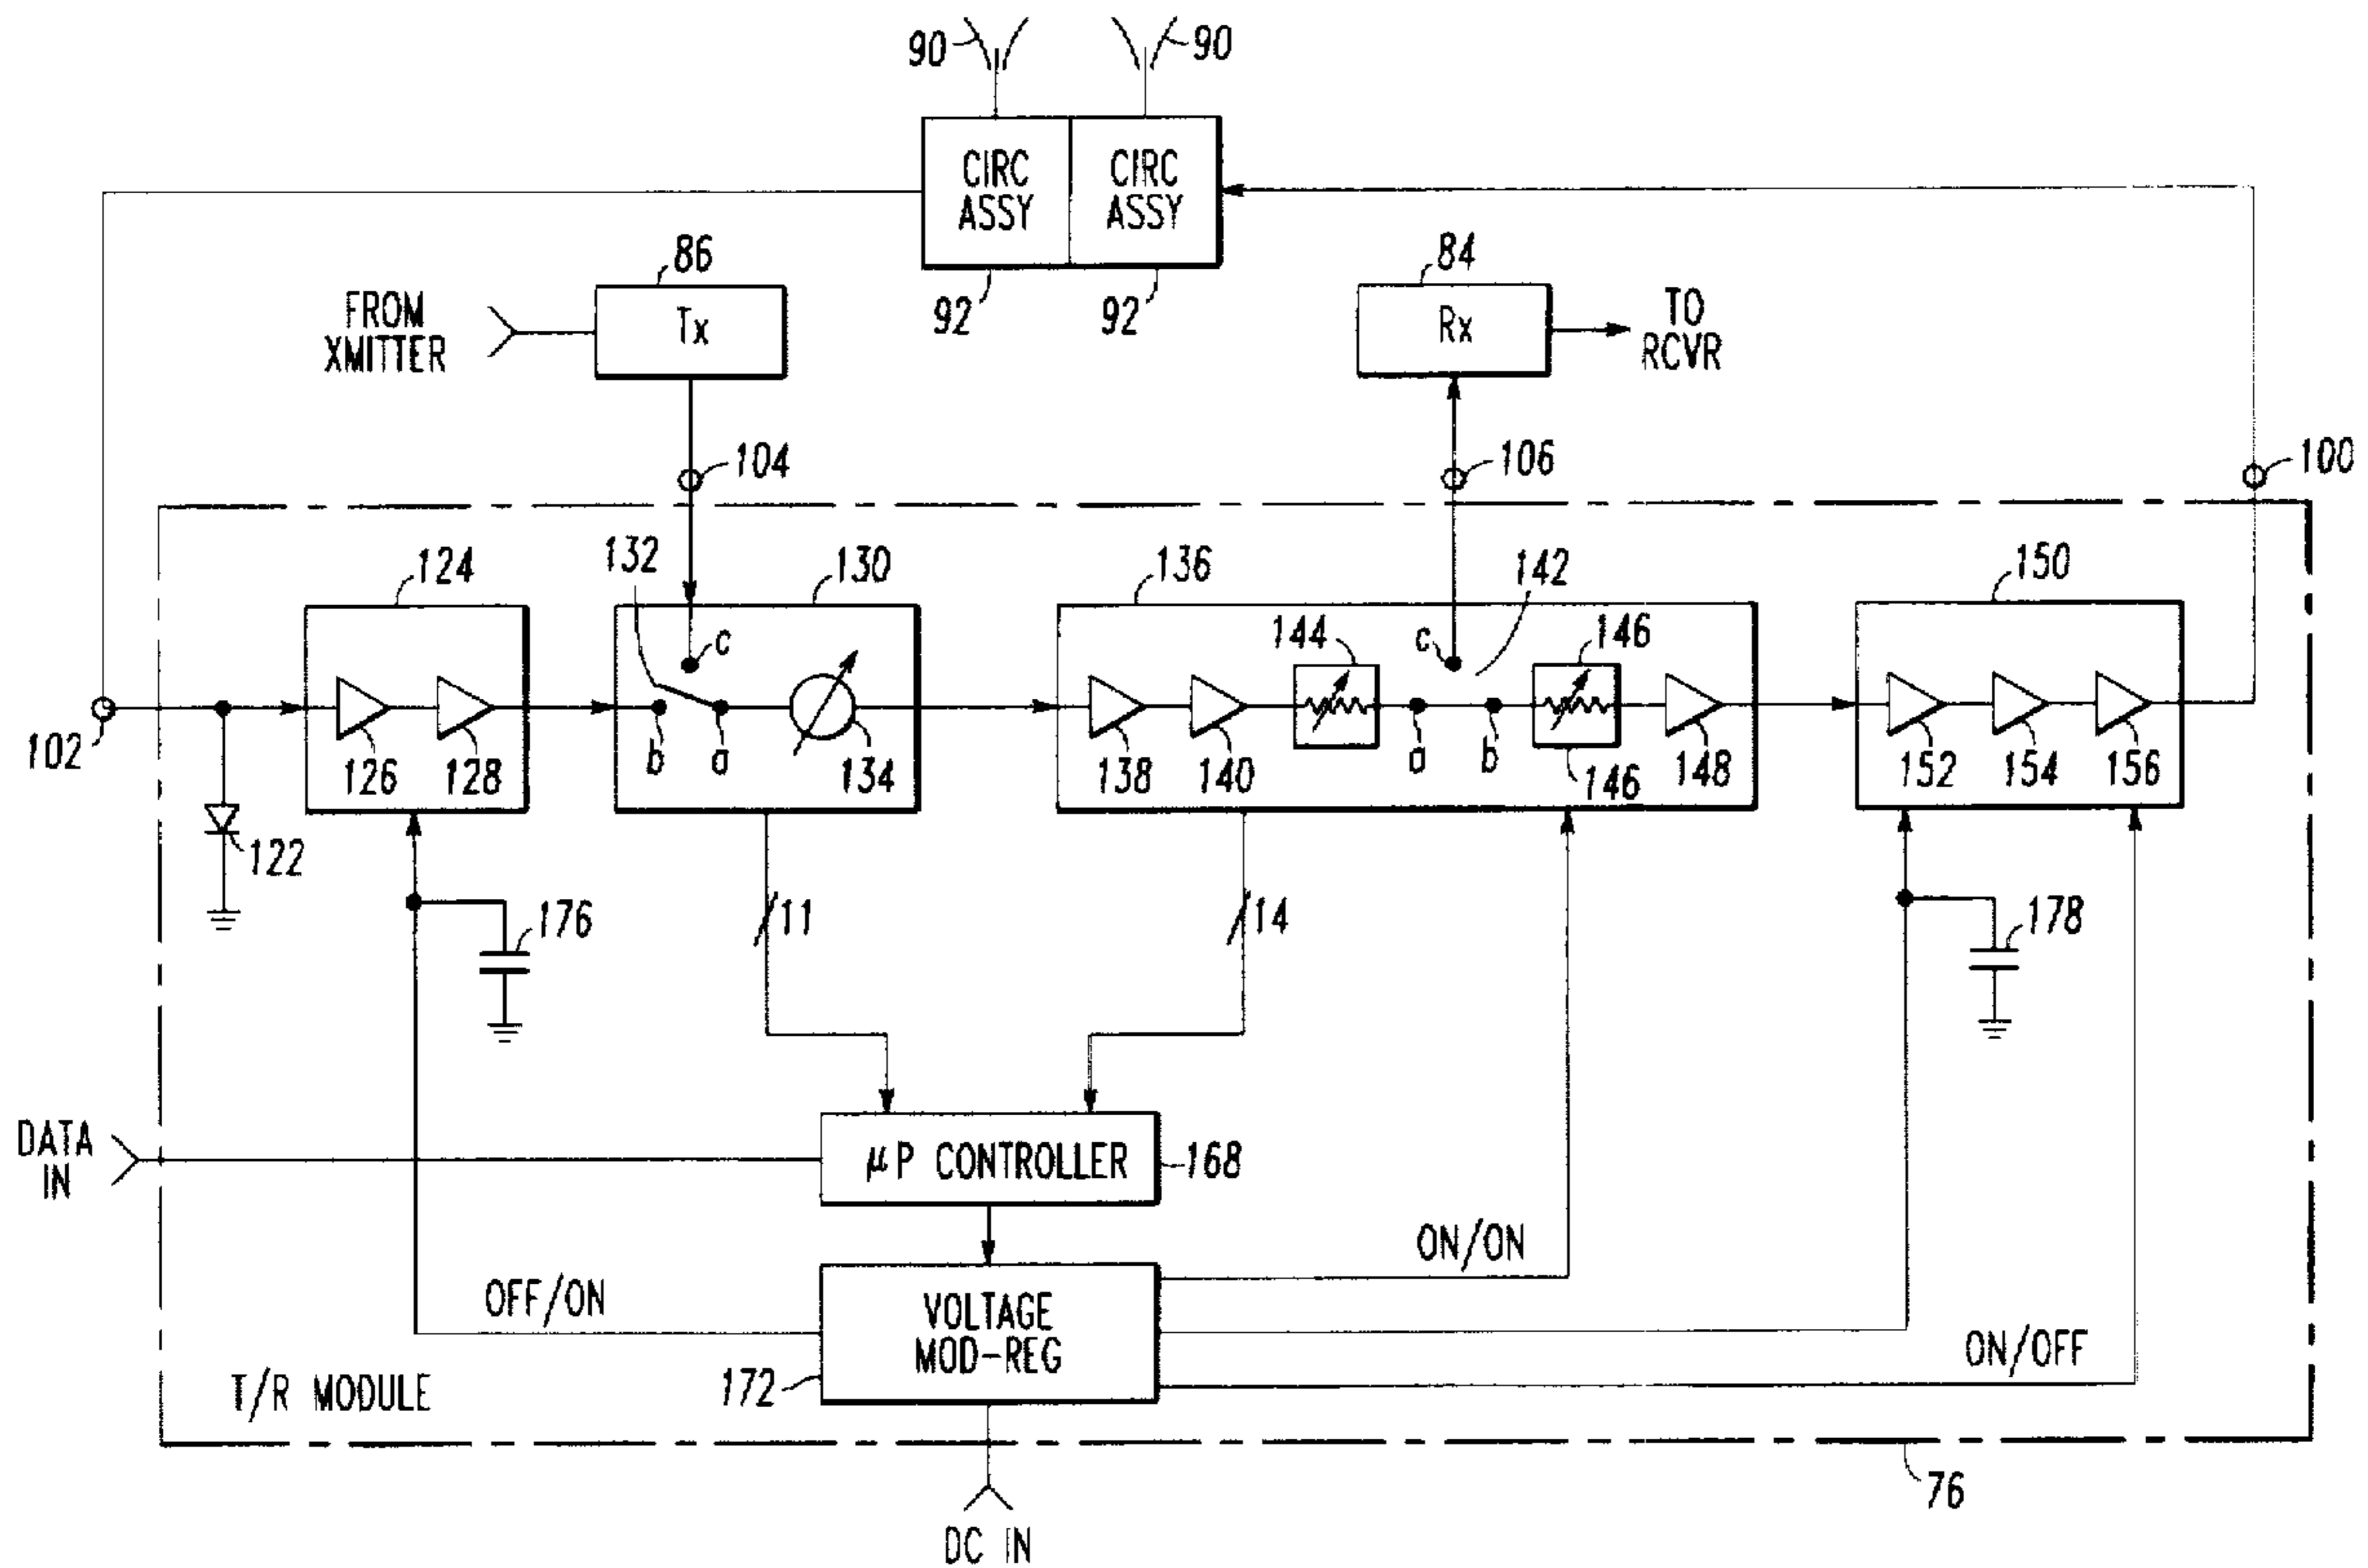 90
90
CIRC
ASSY
CIRC
ASSY
92
92
86
Tx
FROM
XMITTER
84
Rx
TO
RCVR
104
106
100
102
124
126
128
132
130
c
b
a
134
136
138
140
144
142
c
a
b
146
146
148
150
152
154
156
122
176
11
14
178
DATA
IN
μP CONTROLLER
168
OFF/ON
VOLTAGE
MOD-REG
172
ON/ON
ON/OFF
T/R MODULE
76
DC IN